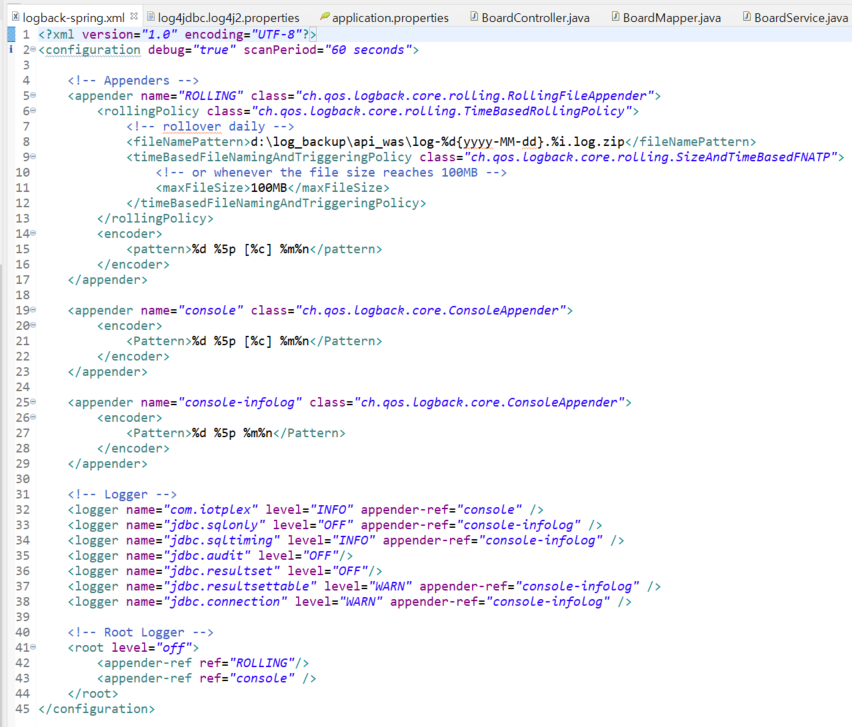 logback-spring.xml log4jdbc.log4j2.properties application.properties BoardController.java BoardMapper.java BoardService.java
1 <?xml version="1.0" encoding="UTF-8"?>
2 <configuration debug="true" scanPeriod="60 seconds">
3
4     <!-- Appenders -->
5     <appender name="ROLLING" class="ch.qos.logback.core.rolling.RollingFileAppender">
6         <rollingPolicy class="ch.qos.logback.core.rolling.TimeBasedRollingPolicy">
7             <!-- rollover daily -->
8             <fileNamePattern>d:\log_backup\api_was\log-%d{yyyy-MM-dd}.%i.log.zip</fileNamePattern>
9             <timeBasedFileNamingAndTriggeringPolicy class="ch.qos.logback.core.rolling.SizeAndTimeBasedFNATP">
10                 <!-- or whenever the file size reaches 100MB -->
11                 <maxFileSize>100MB</maxFileSize>
12             </timeBasedFileNamingAndTriggeringPolicy>
13         </rollingPolicy>
14         <encoder>
15             <pattern>%d %5p [%c] %m%n</pattern>
16         </encoder>
17     </appender>
18
19     <appender name="console" class="ch.qos.logback.core.ConsoleAppender">
20         <encoder>
21             <Pattern>%d %5p [%c] %m%n</Pattern>
22         </encoder>
23     </appender>
24
25     <appender name="console-infolog" class="ch.qos.logback.core.ConsoleAppender">
26         <encoder>
27             <Pattern>%d %5p %m%n</Pattern>
28         </encoder>
29     </appender>
30
31     <!-- Logger -->
32     <logger name="com.iotplex" level="INFO" appender-ref="console" />
33     <logger name="jdbc.sqlonly" level="OFF" appender-ref="console-infolog" />
34     <logger name="jdbc.sqltiming" level="INFO" appender-ref="console-infolog" />
35     <logger name="jdbc.audit" level="OFF"/>
36     <logger name="jdbc.resultset" level="OFF"/>
37     <logger name="jdbc.resultsettable" level="WARN" appender-ref="console-infolog" />
38     <logger name="jdbc.connection" level="WARN" appender-ref="console-infolog" />
39
40     <!-- Root Logger -->
41     <root level="off">
42         <appender-ref ref="ROLLING"/>
43         <appender-ref ref="console" />
44     </root>
45 </configuration>